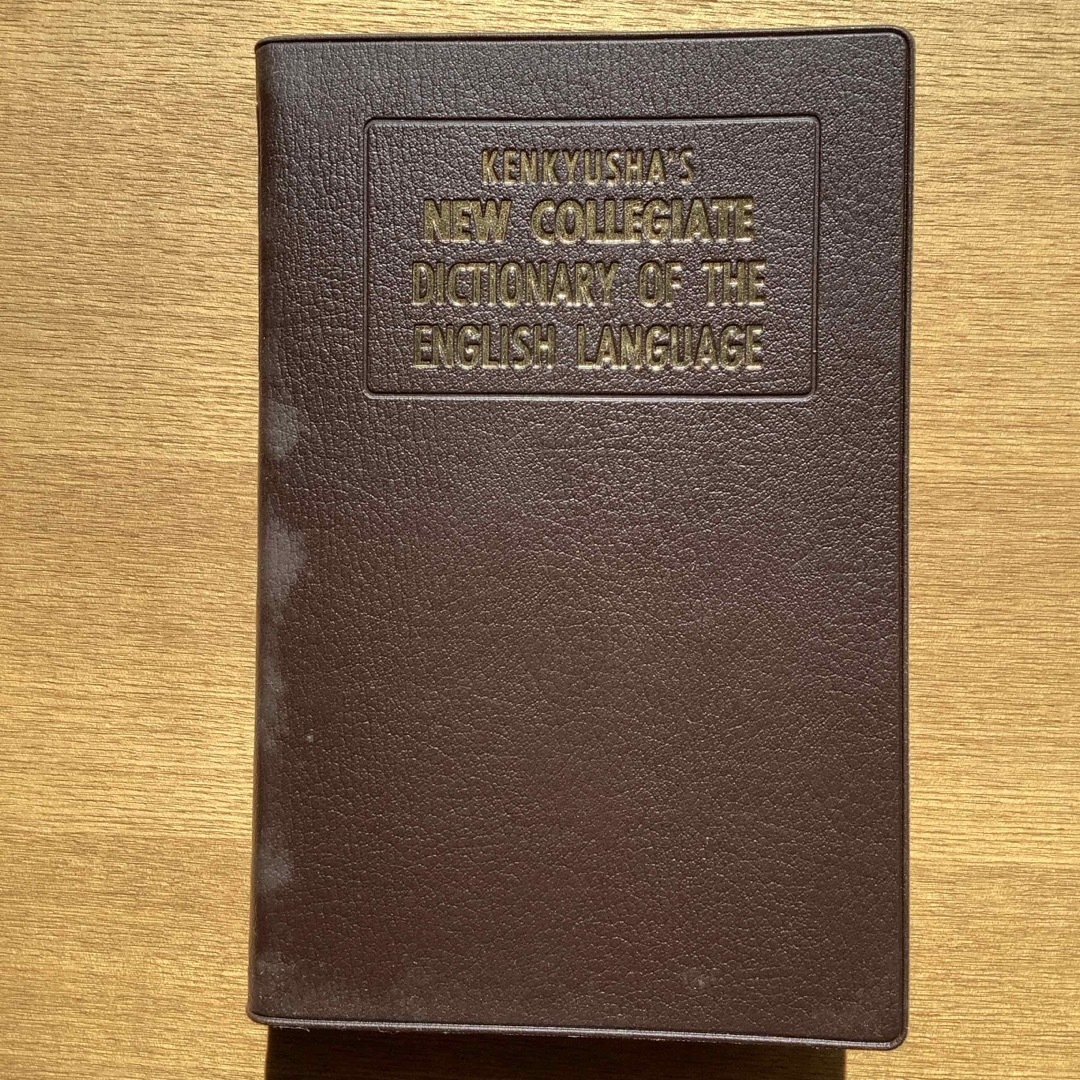 KENKYUSHA'S
NEW COLLEGIATE
DICTIONARY OF THE
ENGLISH LANGUAGE